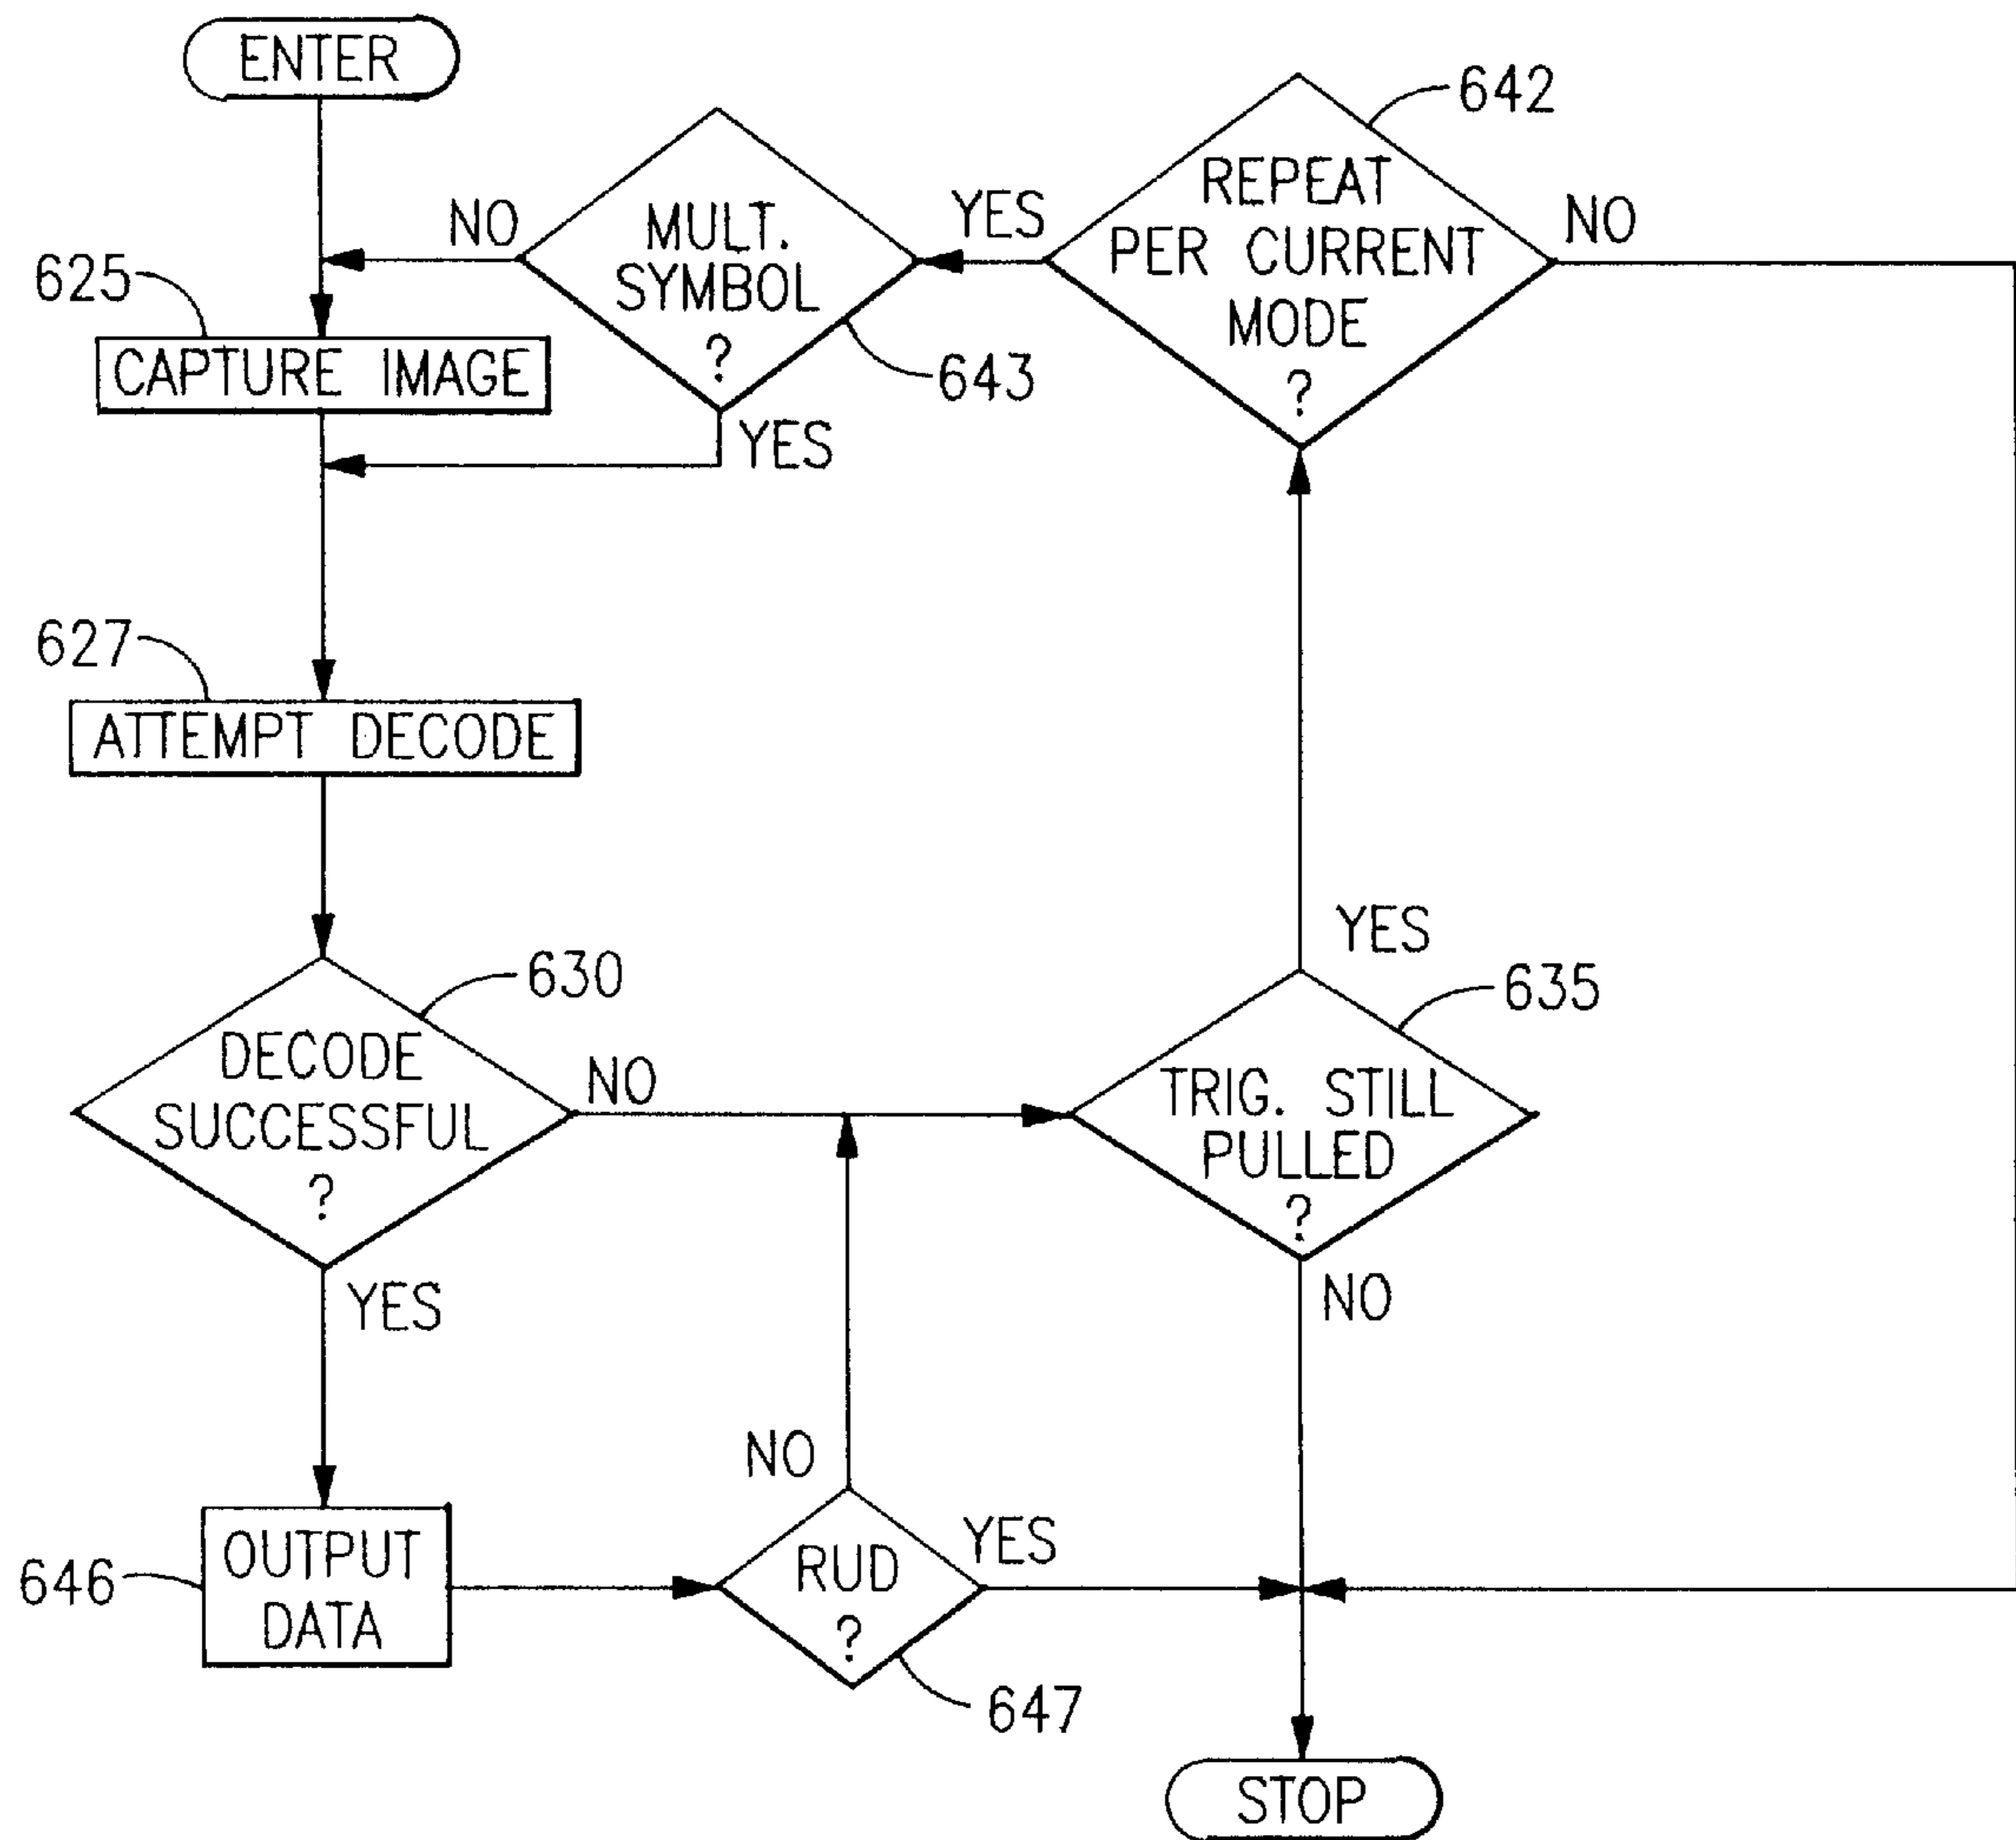 ENTER
642
REPEAT
PER CURRENT
MODE
?
YES
NO
MULT.
SYMBOL
?
NO
643
YES
625
CAPTURE IMAGE
627
ATTEMPT DECODE
630
DECODE
SUCCESSFUL
?
NO
YES
YES
635
TRIG. STILL
PULLED
?
NO
646
OUTPUT
DATA
NO
RUD
?
YES
647
STOP